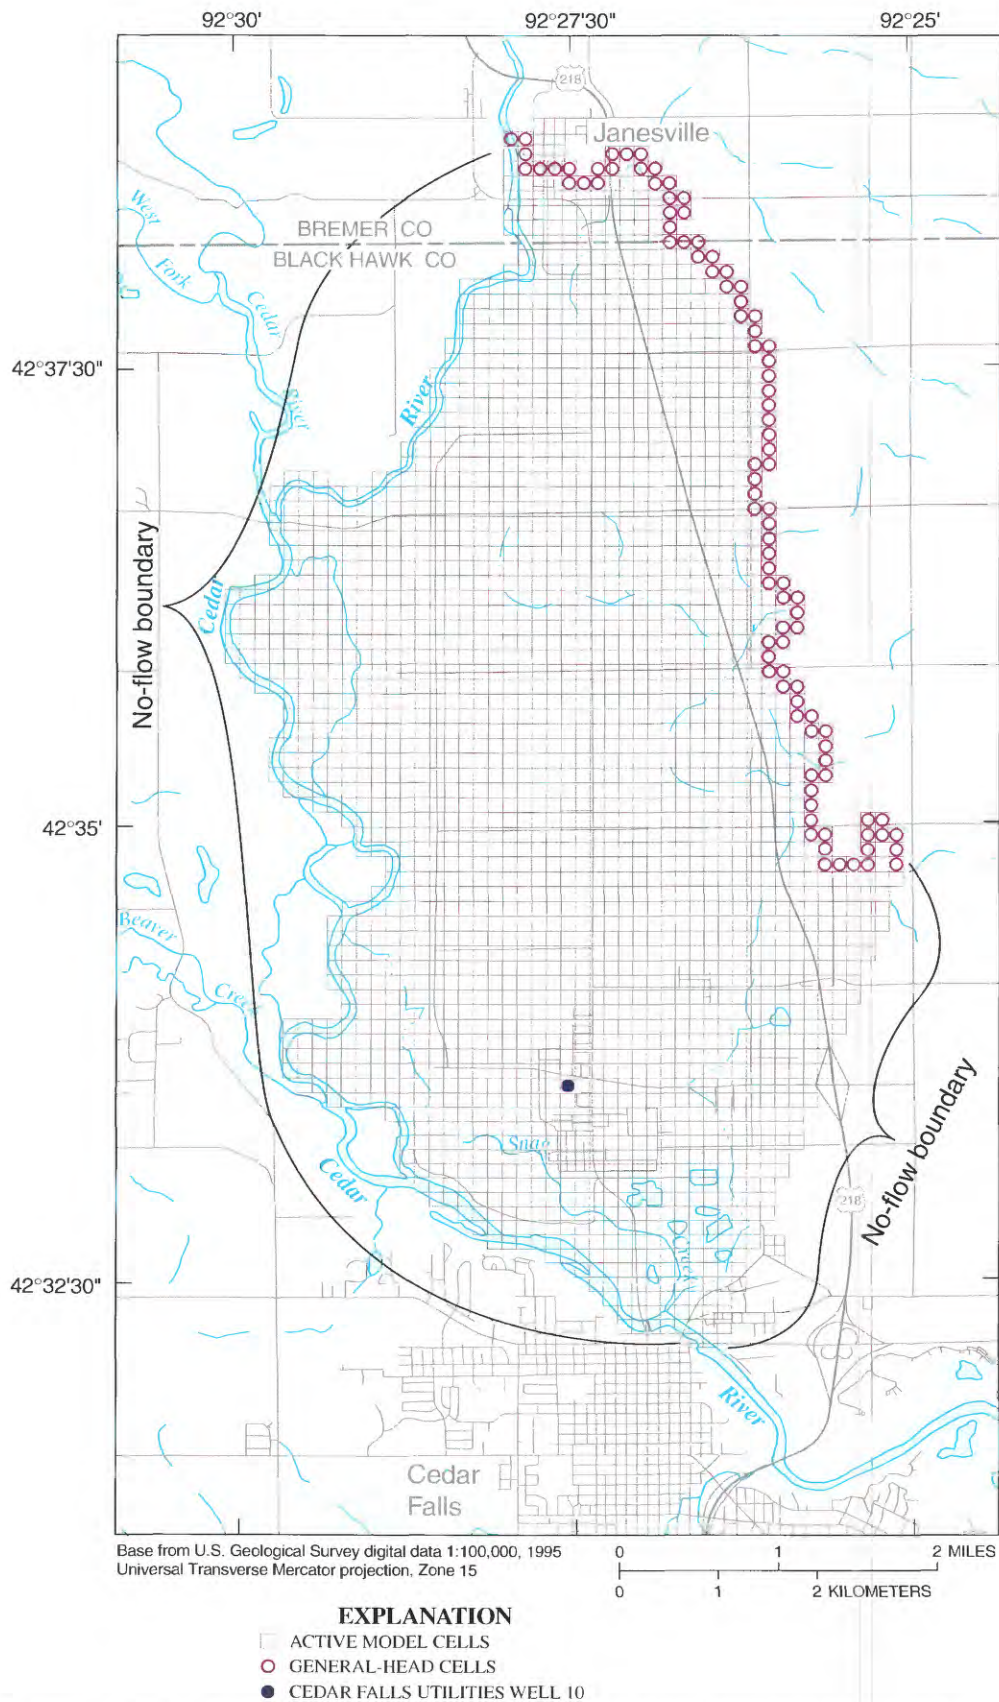 92°30' 92°27'30" 92°25'
218
Janesville
West
Fork
Cedar
River
BREMER CO
BLACK HAWK CO
42°37'30"
River
No-flow boundary
Cedar
42°35'
Beaver
Creek
Snag
No-flow boundary
Cedar
218
42°32'30"
River
Cedar
Falls
Base from U.S. Geological Survey digital data 1:100,000, 1995
Universal Transverse Mercator projection, Zone 15
0 1 2 MILES
0 1 2 KILOMETERS
EXPLANATION
ACTIVE MODEL CELLS
GENERAL-HEAD CELLS
CEDAR FALLS UTILITIES WELL 10